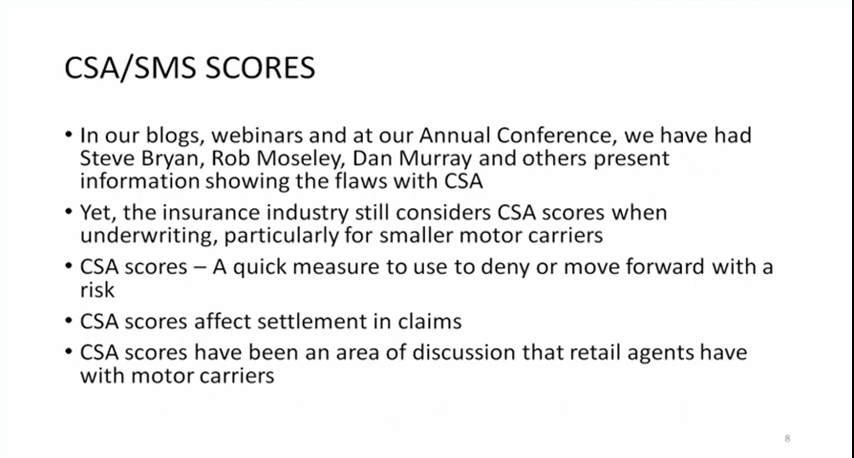 CSA/SMS SCORES
• In our blogs, webinars and at our Annual Conference, we have had
Steve Bryan, Rob Moseley, Dan Murray and others present
information showing the flaws with CSA
• Yet, the insurance industry still considers CSA scores when
underwriting, particularly for smaller motor carriers
• CSA scores – A quick measure to use to deny or move forward with a
risk
• CSA scores affect settlement in claims
• CSA scores have been an area of discussion that retail agents have
with motor carriers
8